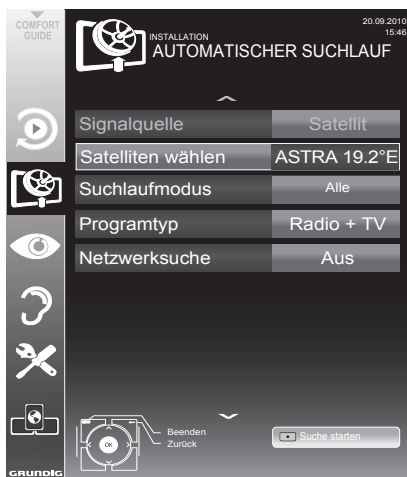 COMFORT
GUIDE
20.09.2010
15:46
INSTALLATION
AUTOMATISCHER SUCHLAUF
Signalquelle Satellit
Satelliten wählen ASTRA 19.2°E
Suchlaufmodus Alle
Programtyp Radio + TV
Netzwerksuche Aus
OK
Beenden
Zurück
Suche starten
GRUNDIG